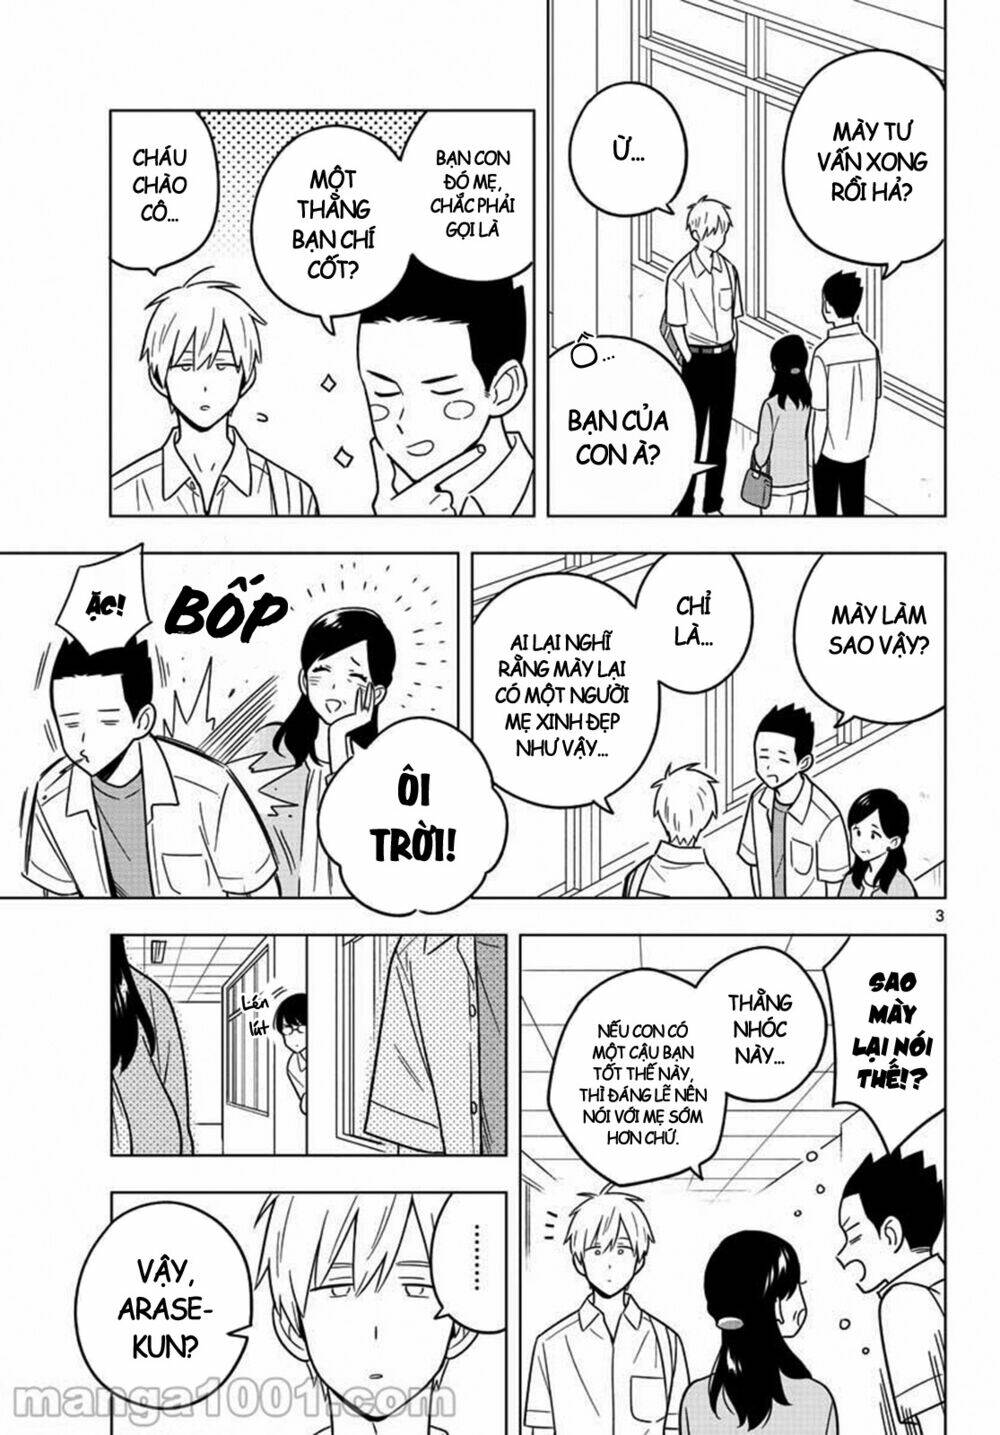 MÀY TƯ
VẤN XONG
RỒI HẢ?
Ừ...
Ồ...
BẠN CỦA
CON À?
BẠN CON
ĐÓ MẸ,
CHẮC PHẢI
GỌI LÀ
MỘT
THẰNG
BẠN CHÍ
CỐT?
CHÁU
CHÀO
CÔ...
MÀY LÀM
SAO VẬY?
CHỈ
LÀ...
AI LẠI NGHĨ
RẰNG MÀY LẠI
CÓ MỘT NGƯỜI
MẸ XINH ĐẸP
NHƯ VẬY...
ÔI
TRỜI!
BỐP
ẶC!
3
SAO
MÀY
LẠI NÓI
THẾ!?
THẰNG
NHÓC
NÀY...
NẾU CON CÓ
MỘT CẬU BẠN
TỐT THẾ NÀY,
THÌ ĐÁNG LẼ NÊN
NÓI VỚI MẸ SỚM
HƠN CHỨ.
Lén
lút
......
VẬY,
ARASE-
KUN?
manga1001.com